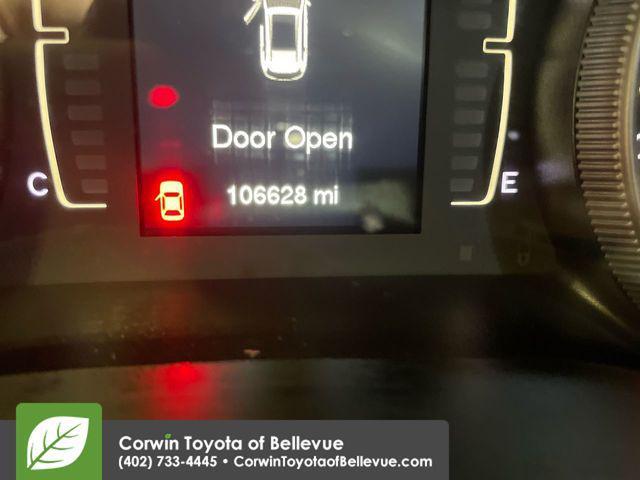 Door Open
C
106628 mi
E
Corwin Toyota of Bellevue
(402) 733-4445 • CorwinToyotaofBellevue.com